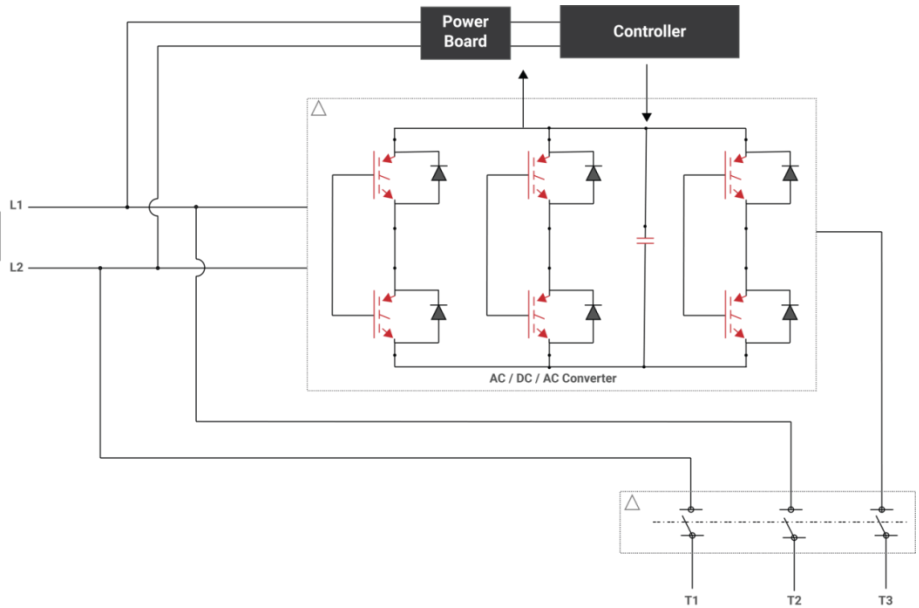 Power
Board
Controller
L1
L2
AC / DC / AC Converter
T1
T2
T3